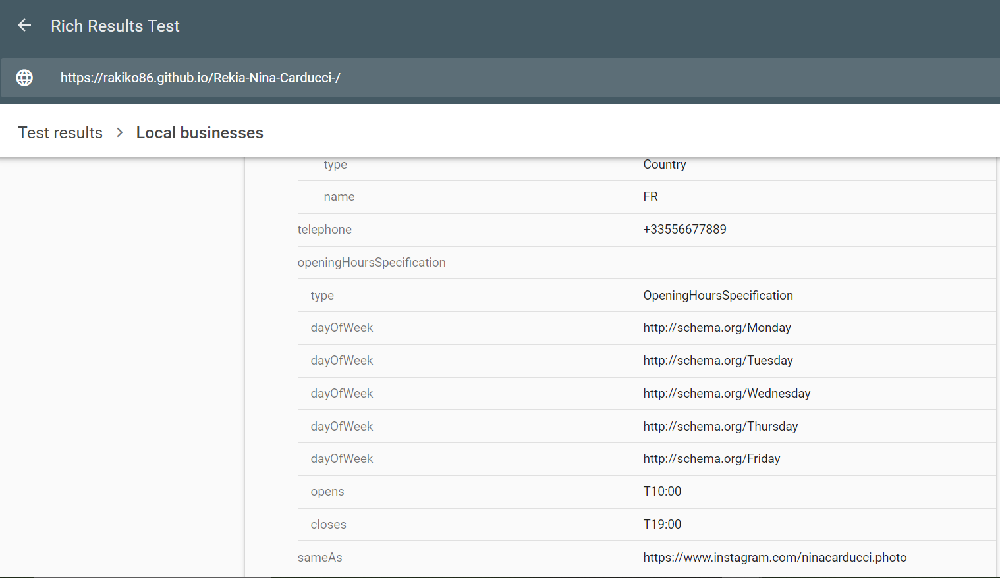 Rich Results Test
https://rakiko86.github.io/Rekia-Nina-Carducci-/
Test results > Local businesses
type Country
name FR
telephone +33556677889
openingHoursSpecification
type OpeningHoursSpecification
dayOfWeek http://schema.org/Monday
dayOfWeek http://schema.org/Tuesday
dayOfWeek http://schema.org/Wednesday
dayOfWeek http://schema.org/Thursday
dayOfWeek http://schema.org/Friday
opens T10:00
closes T19:00
sameAs https://www.instagram.com/ninacarducci.photo